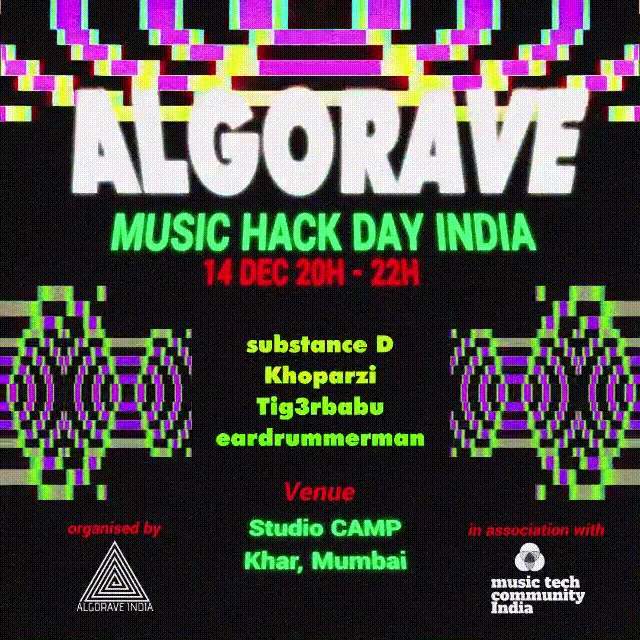 ALGORAVE
MUSIC HACK DAY INDIA
14 DEC 20H - 22H
substance D
Khoparzi
Tig3rbabu
eardrummerman
Venue
Studio CAMP
Khar, Mumbai
organised by
ALGORAVE INDIA
in association with
music tech
community
India